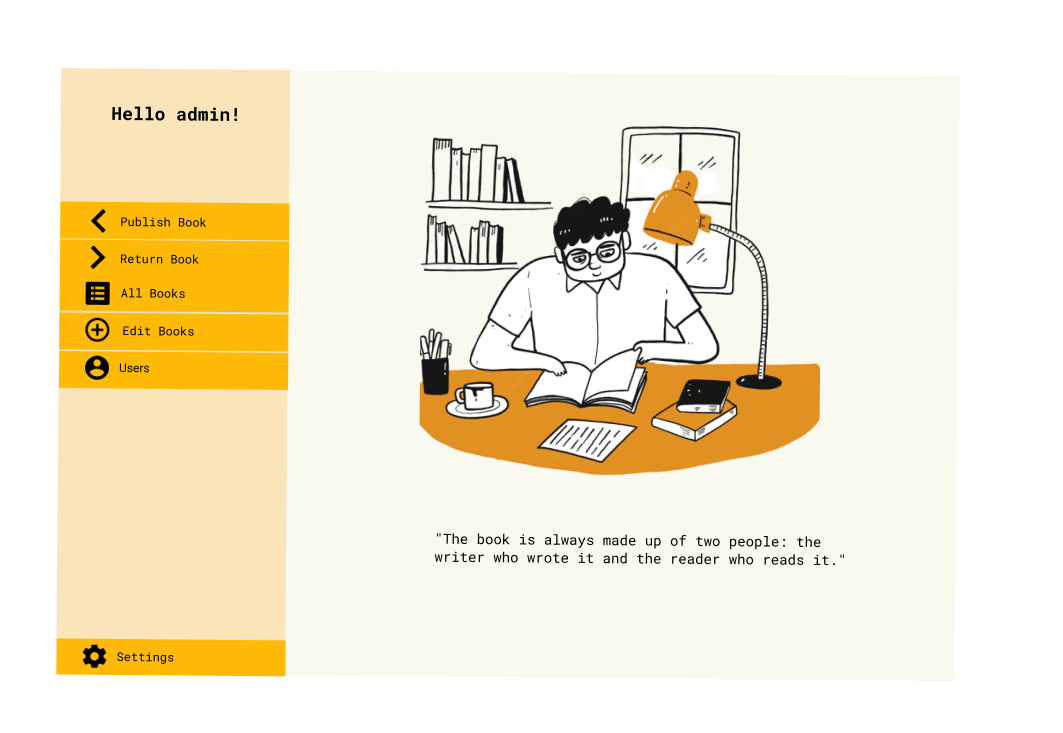 Hello admin!
Publish Book
Return Book
All Books
Edit Books
Users
Settings
"The book is always made up of two people: the
writer who wrote it and the reader who reads it."